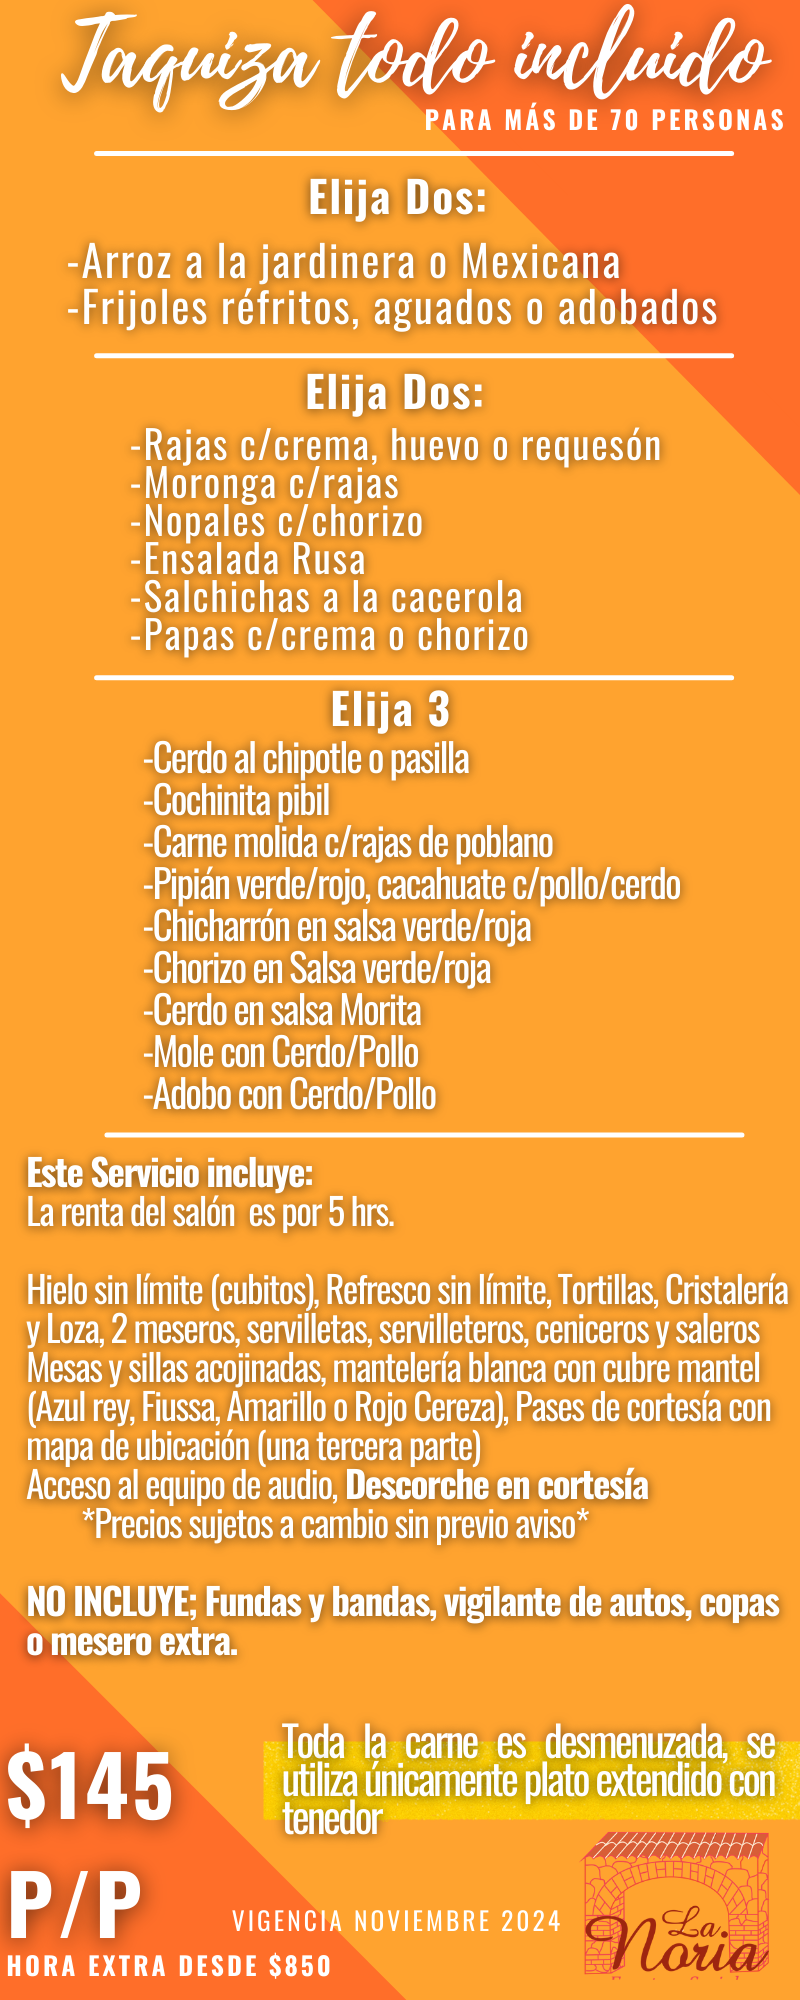 Taquiza todo incluido
PARA MÁS DE 70 PERSONAS
Elija Dos:
-Arroz a la jardinera o Mexicana
-Frijoles réfritos, aguados o adobados
Elija Dos:
-Rajas c/crema, huevo o requesón
-Moronga c/rajas
-Nopales c/chorizo
-Ensalada Rusa
-Salchichas a la cacerola
-Papas c/crema o chorizo
Elija 3
-Cerdo al chipotle o pasilla
-Cochinita pibil
-Carne molida c/rajas de poblano
-Pipián verde/rojo, cacahuate c/pollo/cerdo
-Chicharrón en salsa verde/roja
-Chorizo en Salsa verde/roja
-Cerdo en salsa Morita
-Mole con Cerdo/Pollo
-Adobo con Cerdo/Pollo
Este Servicio incluye:
La renta del salón es por 5 hrs.
Hielo sin límite (cubitos), Refresco sin límite, Tortillas, Cristalería
y Loza, 2 meseros, servilletas, servilleteros, ceniceros y saleros
Mesas y sillas acojinadas, mantelería blanca con cubre mantel
(Azul rey, Fiussa, Amarillo o Rojo Cereza), Pases de cortesía con
mapa de ubicación (una tercera parte)
Acceso al equipo de audio, Descorche en cortesía
*Precios sujetos a cambio sin previo aviso*
NO INCLUYE; Fundas y bandas, vigilante de autos, copas
o mesero extra.
Toda la carne es desmenuzada, se
utiliza únicamente plato extendido con
tenedor
$145
P/P
HORA EXTRA DESDE $850
VIGENCIA NOVIEMBRE 2024
La
Noria